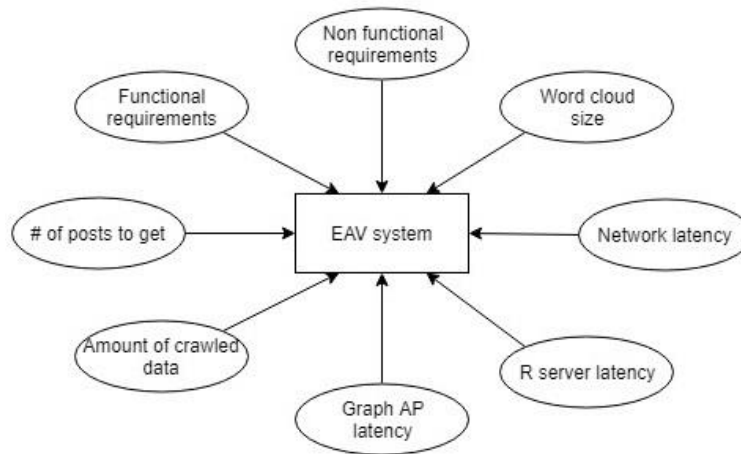 Non functional
requirements
Functional
requirements
Word cloud
size
# of posts to get
EAV system
Network latency
Amount of crawled
data
R server latency
Graph AP
latency